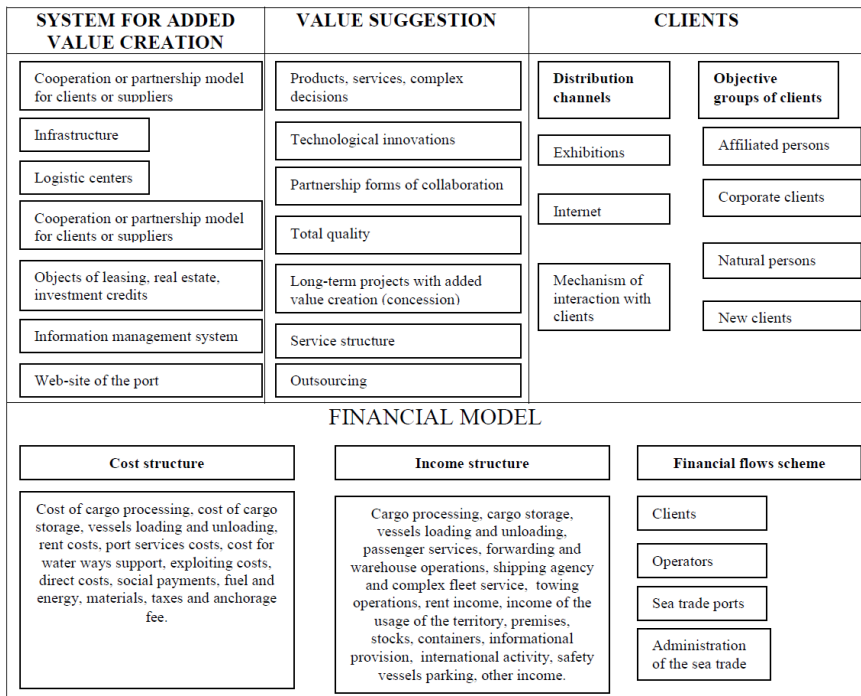 SYSTEM FOR ADDED
VALUE CREATION
Cooperation or partnership model
for clients or suppliers
Infrastructure
Logistic centers
Cooperation or partnership model
for clients or suppliers
Objects of leasing, real estate,
investment credits
Information management system
Web-site of the port
VALUE SUGGESTION
Products, services, complex
decisions
Technological innovations
Partnership forms of collaboration
Total quality
Long-term projects with added
value creation (concession)
Service structure
Outsourcing
CLIENTS
Distribution
channels
Exhibitions
Internet
Mechanism of
interaction with
clients
Objective
groups of clients
Affiliated persons
Corporate clients
Natural persons
New clients
FINANCIAL MODEL
Cost structure
Cost of cargo processing, cost of cargo
storage, vessels loading and unloading,
rent costs, port services costs, cost for
water ways support, exploiting costs,
direct costs, social payments, fuel and
energy, materials, taxes and anchorage
fee.
Income structure
Cargo processing, cargo storage,
vessels loading and unloading,
passenger services, forwarding and
warehouse operations, shipping agency
and complex fleet service, towing
operations, rent income, income of the
usage of the territory, premises,
stocks, containers, informational
provision, international activity, safety
vessels parking, other income.
Financial flows scheme
Clients
Operators
Sea trade ports
Administration
of the sea trade